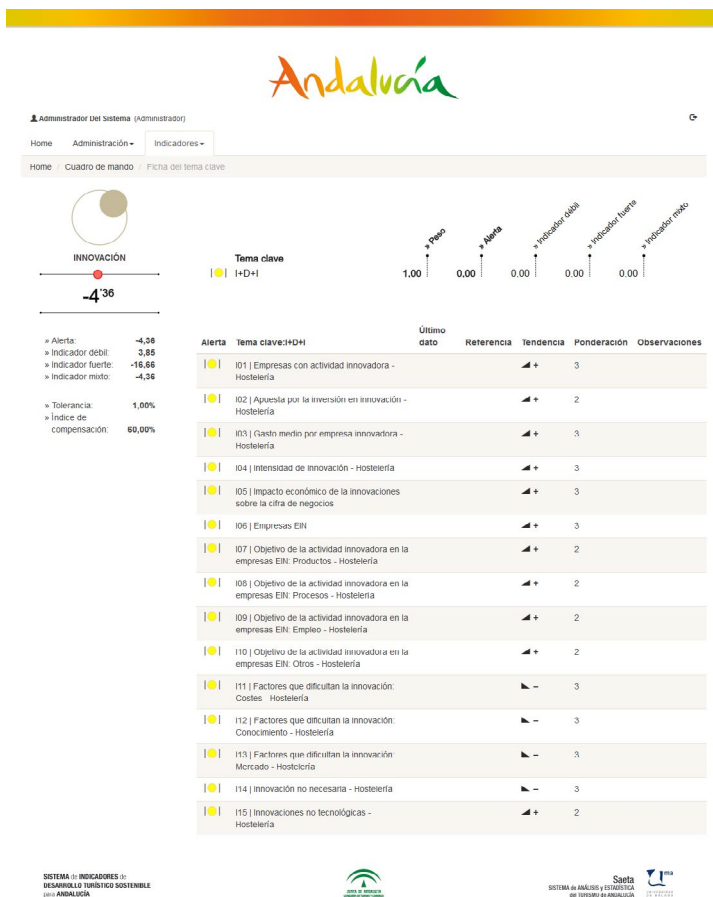 Andalucía
Administrador Del Sistema (Administrador)
Home Administración Indicadores
Home / Cuadro de mando / Ficha del tema clave
» Peso
» Alerta
» Indicador débil
» Indicador fuerte
» Indicador mixto
INNOVACIÓN
Tema clave
I+D+I 1,00 0,00 0.00 0.00 0.00
-4'36
» Alerta: -4,36
» Indicador débil: 3,85
» Indicador fuerte: -16,66
» Indicador mixto: -4,36
» Tolerancia: 1,00%
» Índice de
compensación: 60,00%
Último
Alerta Tema clave:I+D+I dato Referencia Tendencia Ponderación Observaciones
I01 | Empresas con actividad innovadora - + 3
Hostelería
I02 | Apuesta por la inversión en innovación - + 2
Hostelería
I03 | Gasto medio por empresa innovadora - + 3
Hostelería
I04 | Intensidad de Innovación - Hostelería + 3
I05 | Impacto económico de la innovaciones + 3
sobre la cifra de negocios
I06 | Empresas EIN + 3
I07 | Objetivo de la actividad innovadora en la + 2
empresas EIN: Productos - Hostelería
I08 | Objetivo de la actividad innovadora en la + 2
empresas EIN: Procesos - Hostelería
I09 | Objetivo de la actividad innovadora en la + 2
empresas EIN: Empleo - Hostelería
I10 | Objetivo de la actividad innovadora en la + 2
empresas EIN: Otros - Hostelería
I11 | Factores que dificultan la innovación: – 3
Costes Hostelería
I12 | Factores que dificultan la innovación: – 3
Conocimiento - Hostelería
I13 | Factores que dificultan la innovación: – 3
Mercado - Hostelería
I14 | Innovación no necesaria - Hostelería – 3
I15 | Innovaciones no tecnológicas - + 2
Hostelería
SISTEMA de INDICADORES de
DESARROLLO TURÍSTICO SOSTENIBLE
para ANDALUCÍA
JUNTA DE ANDALUCIA
Saeta
SISTEMA de ANÁLISIS y ESTADÍSTICA
del TURISMO de ANDALUCÍA
uma
UNIVERSIDAD
DE MÁLAGA